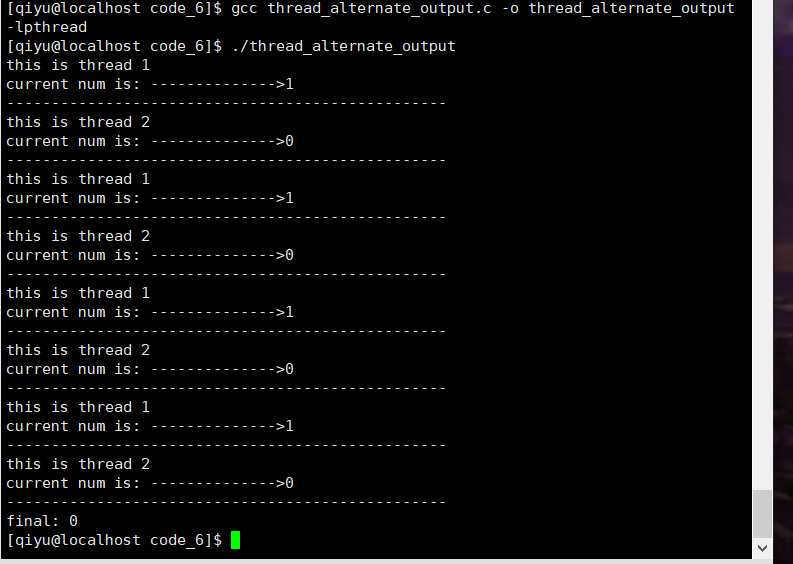 [qiyu@localhost code_6]$ gcc thread_alternate_output.c -o thread_alternate_output
-lpthread
[qiyu@localhost code_6]$ ./thread_alternate_output
this is thread 1
current num is: -------------->1
-------------------------------------------------
this is thread 2
current num is: -------------->0
-------------------------------------------------
this is thread 1
current num is: -------------->1
-------------------------------------------------
this is thread 2
current num is: -------------->0
-------------------------------------------------
this is thread 1
current num is: -------------->1
-------------------------------------------------
this is thread 2
current num is: -------------->0
-------------------------------------------------
this is thread 1
current num is: -------------->1
-------------------------------------------------
this is thread 2
current num is: -------------->0
-------------------------------------------------
final: 0
[qiyu@localhost code_6]$